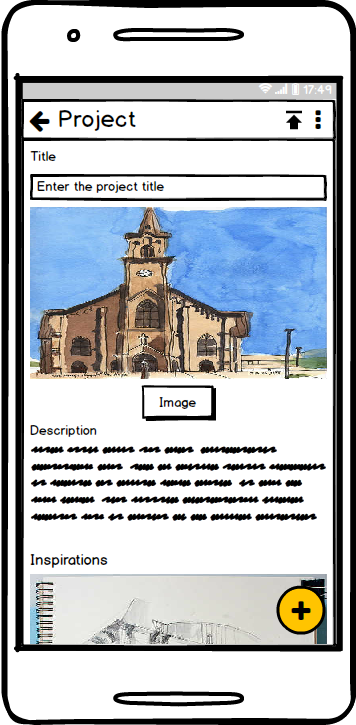 17:49
Project
Title
Enter the project title
Image
Description
Inspirations